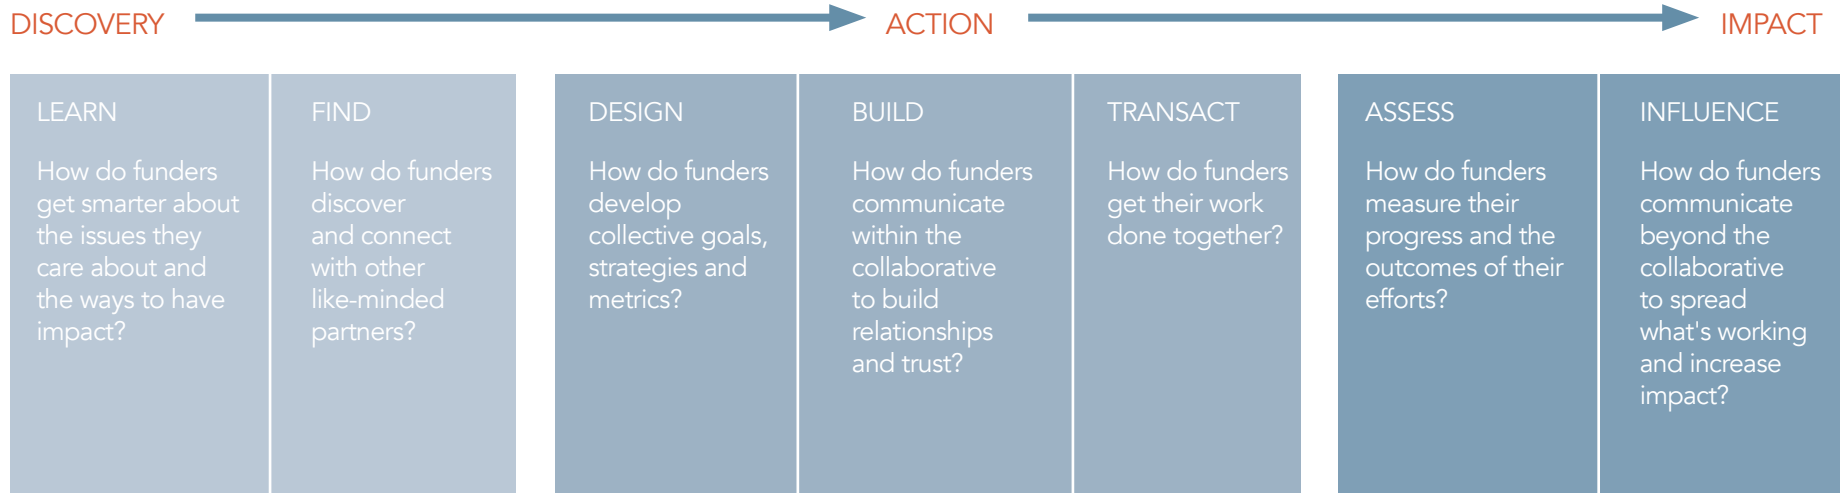 DISCOVERY
ACTION
IMPACT
LEARN
How do funders
get smarter about
the issues they
care about and
the ways to have
impact?
FIND
How do funders
discover
and connect
with other
like-minded
partners?
DESIGN
How do funders
develop
collective goals,
strategies and
metrics?
BUILD
How do funders
communicate
within the
collaborative
to build
relationships
and trust?
TRANSACT
How do funders
get their work
done together?
ASSESS
How do funders
measure their
progress and the
outcomes of their
efforts?
INFLUENCE
How do funders
communicate
beyond the
collaborative
to spread
what's working
and increase
impact?